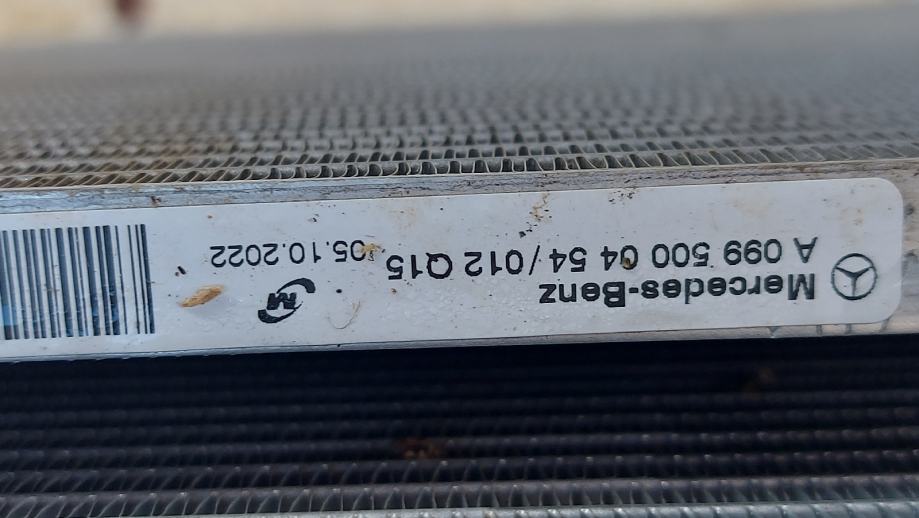 Mercedes-Benz
A 099 500 04 54 / 012 Q15
M
05.10.2022